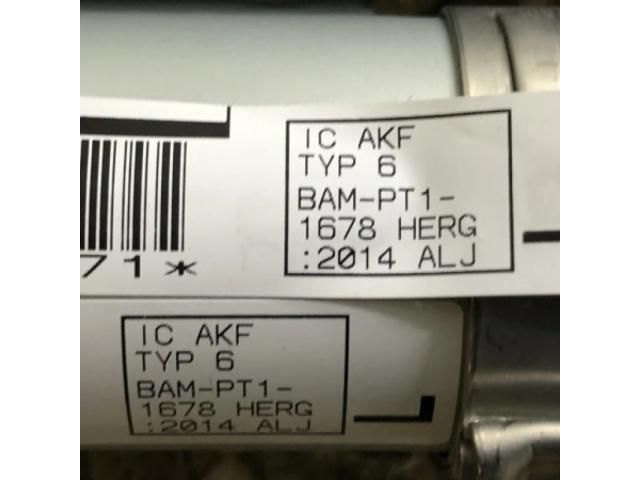 IC AKF
TYP 6
BAM-PT1-
1678 HERG
:2014 ALJ
71*
IC AKF
TYP 6
BAM-PT1-
1678 HERG
:2014 ALJ